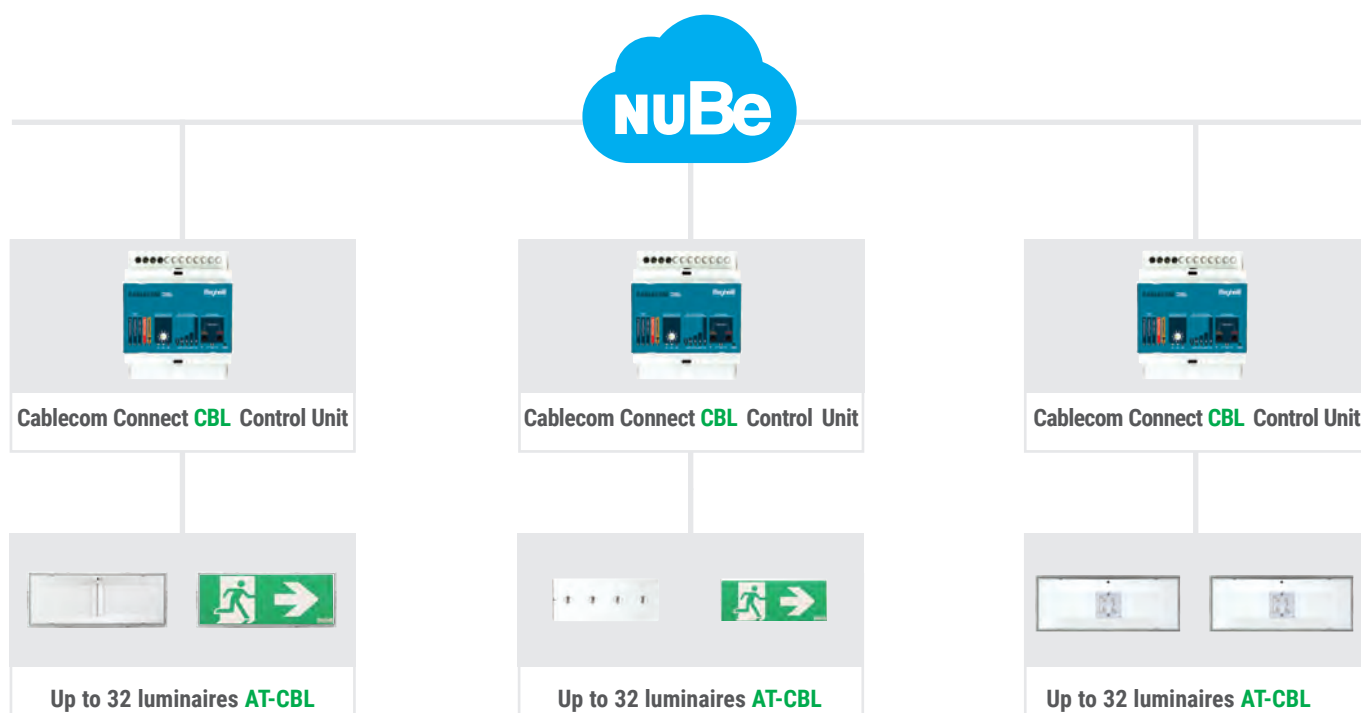 NUBe
Cablecom Connect CBL Control Unit
Cablecom Connect CBL Control Unit
Cablecom Connect CBL Control Unit
Up to 32 luminaires AT-CBL
Up to 32 luminaires AT-CBL
Up to 32 luminaires AT-CBL